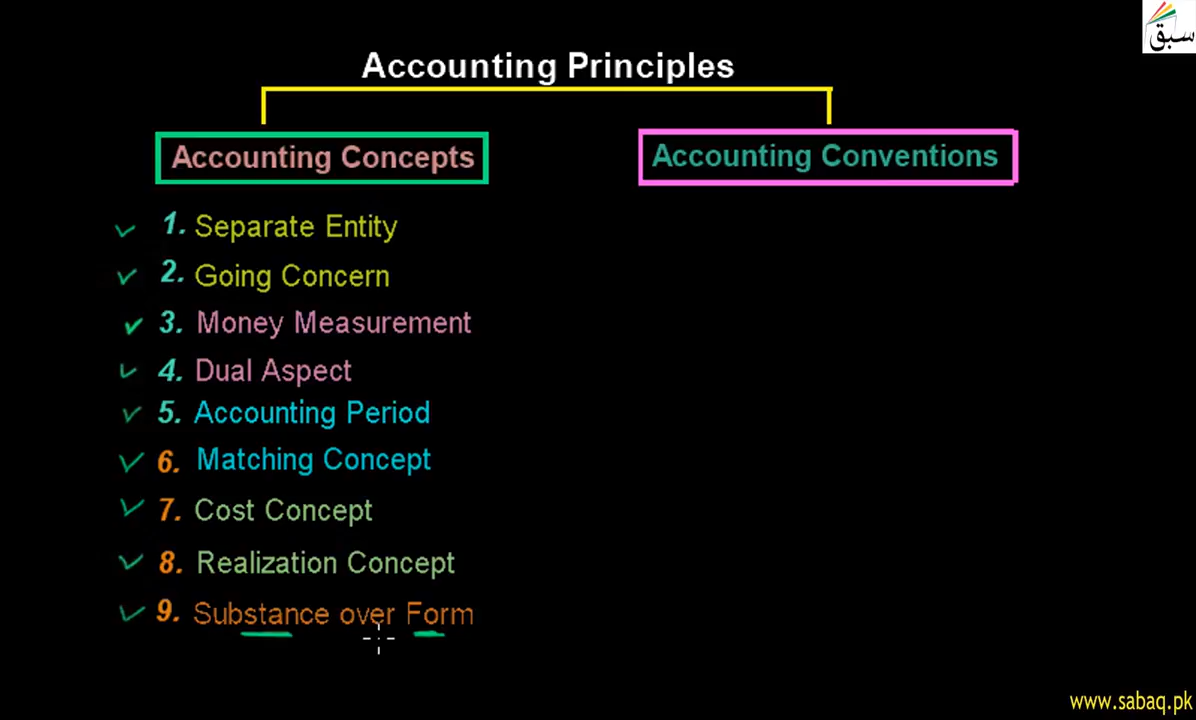 سبق
Accounting Principles
Accounting Concepts
Accounting Conventions
1. Separate Entity
2. Going Concern
3. Money Measurement
4. Dual Aspect
5. Accounting Period
6. Matching Concept
7. Cost Concept
8. Realization Concept
9. Substance over Form
www.sabaq.pk